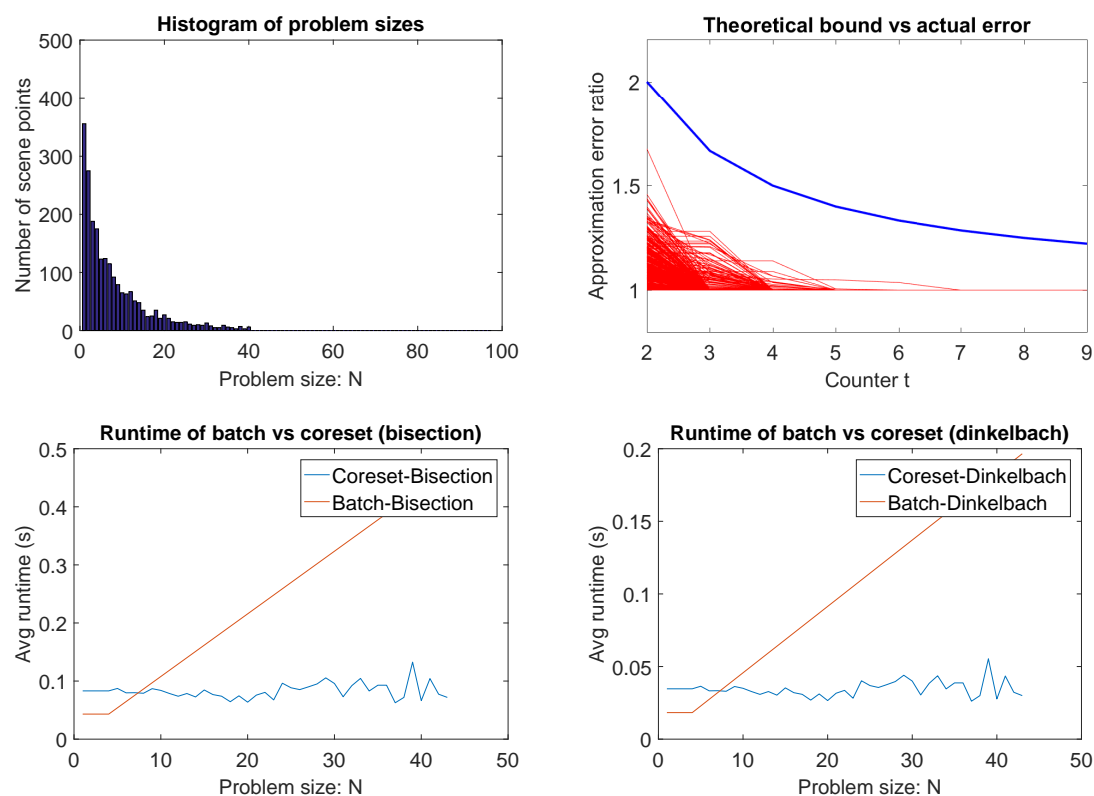 Histogram of problem sizes
500
400
300
200
100
0
Number of scene points
0 20 40 60 80 100
Problem size: N
Theoretical bound vs actual error
2
1.5
1
Approximation error ratio
2 3 4 5 6 7 8 9
Counter t
Runtime of batch vs coreset (bisection)
0.5
0.4
0.3
0.2
0.1
0
Avg runtime (s)
Coreset-Bisection
Batch-Bisection
0 10 20 30 40 50
Problem size: N
Runtime of batch vs coreset (dinkelbach)
0.2
0.15
0.1
0.05
0
Avg runtime (s)
Coreset-Dinkelbach
Batch-Dinkelbach
0 10 20 30 40 50
Problem size: N